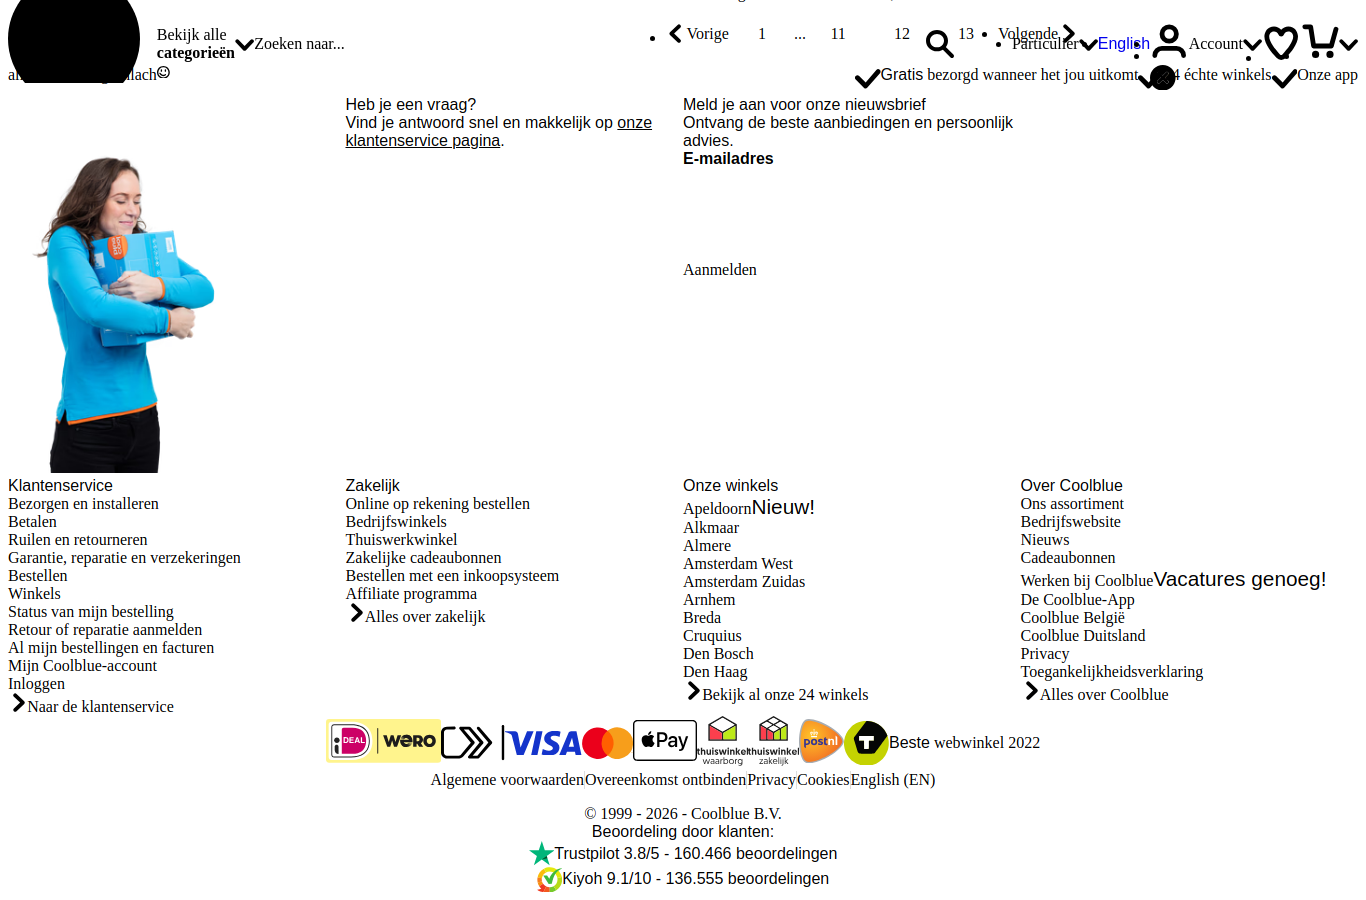 Bekijk alle
categorieën
Zoeken naar...
Vorige
1
...
11
12
13
Volgende
Particulier
English
Account
Gratis bezorgd wanneer het jou uitkomt
4 échte winkels
Onze app
Heb je een vraag?
Vind je antwoord snel en makkelijk op onze
klantenservice pagina.
Meld je aan voor onze nieuwsbrief
Ontvang de beste aanbiedingen en persoonlijk
advies.
E-mailadres
Aanmelden
Klantenservice
Bezorgen en installeren
Betalen
Ruilen en retourneren
Garantie, reparatie en verzekeringen
Bestellen
Winkels
Status van mijn bestelling
Retour of reparatie aanmelden
Al mijn bestellingen en facturen
Mijn Coolblue-account
Inloggen
Naar de klantenservice
Zakelijk
Online op rekening bestellen
Bedrijfswinkels
Thuiswerkwinkel
Zakelijke cadeaubonnen
Bestellen met een inkoopsysteem
Affiliate programma
Alles over zakelijk
Onze winkels
ApeldoornNieuw!
Alkmaar
Almere
Amsterdam West
Amsterdam Zuidas
Arnhem
Breda
Cruquius
Den Bosch
Den Haag
Bekijk al onze 24 winkels
Over Coolblue
Ons assortiment
Bedrijfswebsite
Nieuws
Cadeaubonnen
Werken bij CoolblueVacatures genoeg!
De Coolblue-App
Coolblue België
Coolblue Duitsland
Privacy
Toegankelijkheidsverklaring
Alles over Coolblue
iDEAL
wero
VISA
Pay
thuiswinkel
waarborg
thuiswinkel
zakelijk
postnl
T
Beste webwinkel 2022
Algemene voorwaarden
Overeenkomst ontbinden
Privacy
Cookies
English (EN)
© 1999 - 2026 - Coolblue B.V.
Beoordeling door klanten:
Trustpilot 3.8/5 - 160.466 beoordelingen
Kiyoh 9.1/10 - 136.555 beoordelingen